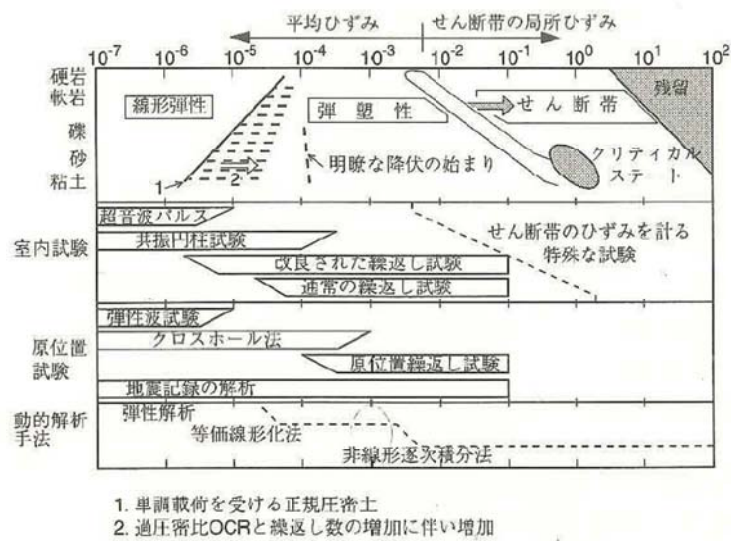 平均ひずみ せん断帯の局所ひずみ
10-7 10-6 10-5 10-4 10-3 10-2 10-1 100 101 102
硬岩
軟岩
礫
砂
粘土
線形弾性
弾塑性
せん断帯
残留
1
2
明瞭な降伏の始まり
クリティカル
ステート
室内試験
超音波パルス
共振円柱試験
改良された繰返し試験
通常の繰返し試験
せん断帯のひずみを計る
特殊な試験
原位置
試験
弾性波試験
クロスホール法
原位置繰返し試験
地震記録の解析
動的解析
手法
弾性解析
等価線形化法
非線形逐次積分法
1. 単調載荷を受ける正規圧密土
2. 過圧密比OCRと繰返し数の増加に伴い増加